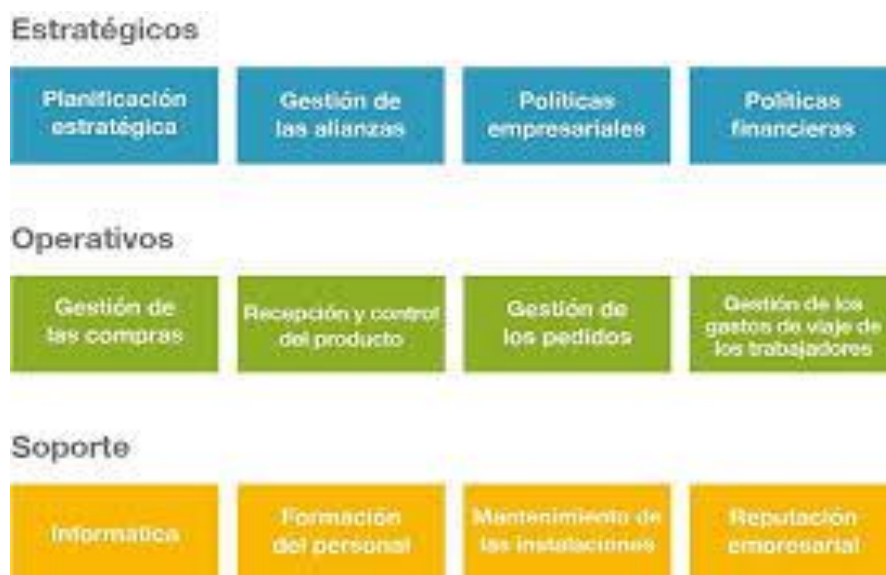 Estratégicos
Planificación
estratégica
Gestión de
las alianzas
Políticas
empresariales
Políticas
financieras
Operativos
Gestión de
las compras
Recepción y control
del producto
Gestión de
los pedidos
Gestión de los
gastos de viaje de
los trabajadores
Soporte
Informatica
Formación
del personal
Mantenimiento de
las instalaciones
Reputación
emoresarial